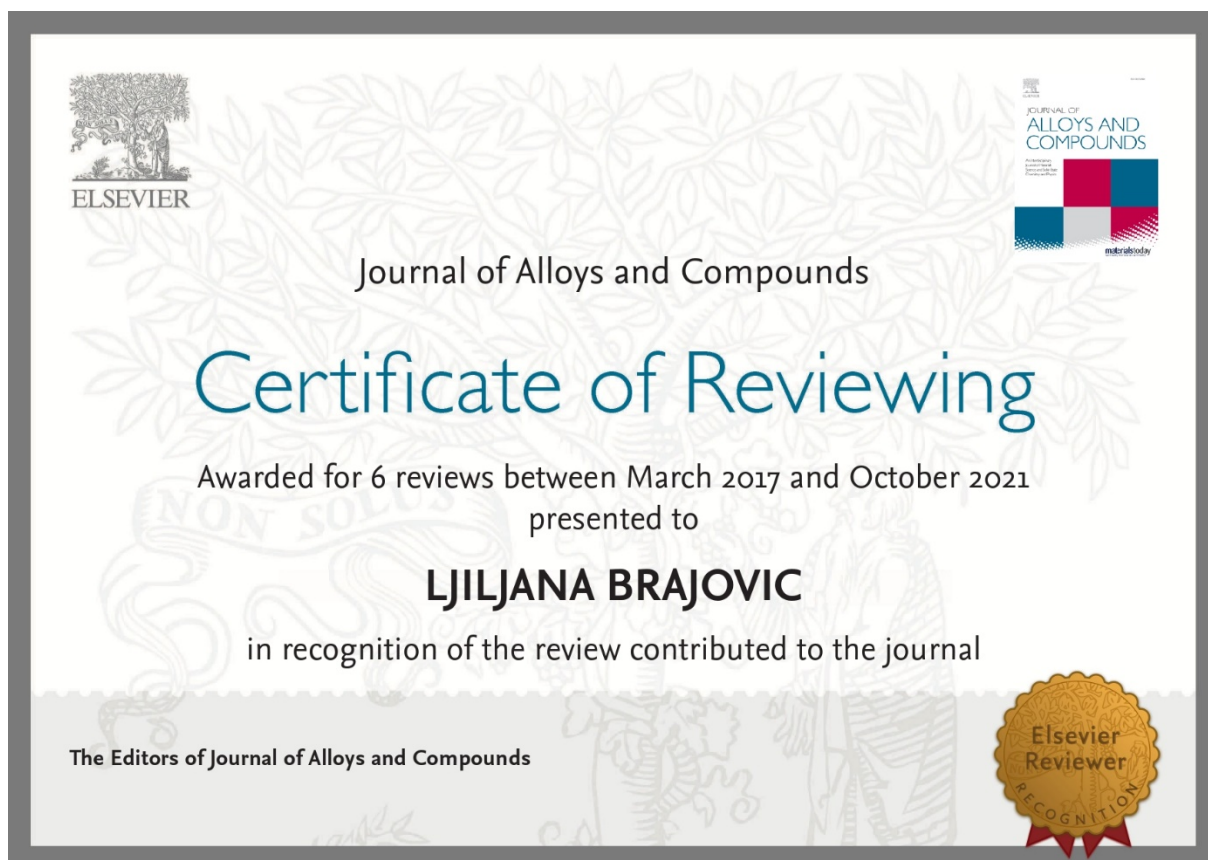 ELSEVIER
JOURNAL OF
ALLOYS AND
COMPOUNDS
materialstoday
Journal of Alloys and Compounds
Certificate of Reviewing
Awarded for 6 reviews between March 2017 and October 2021
presented to
NON SOLUS
LJILJANA BRAJOVIC
in recognition of the review contributed to the journal
The Editors of Journal of Alloys and Compounds
Elsevier
Reviewer
RECOGNITION